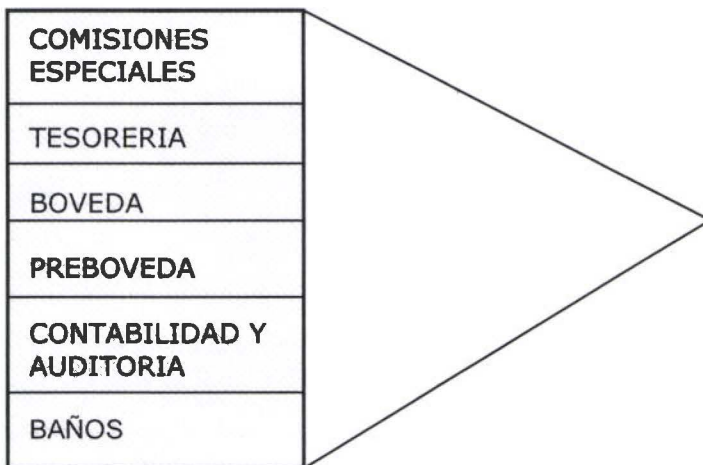 COMISIONES
ESPECIALES
TESORERIA
BOVEDA
PREBOVEDA
CONTABILIDAD Y
AUDITORIA
BAÑOS